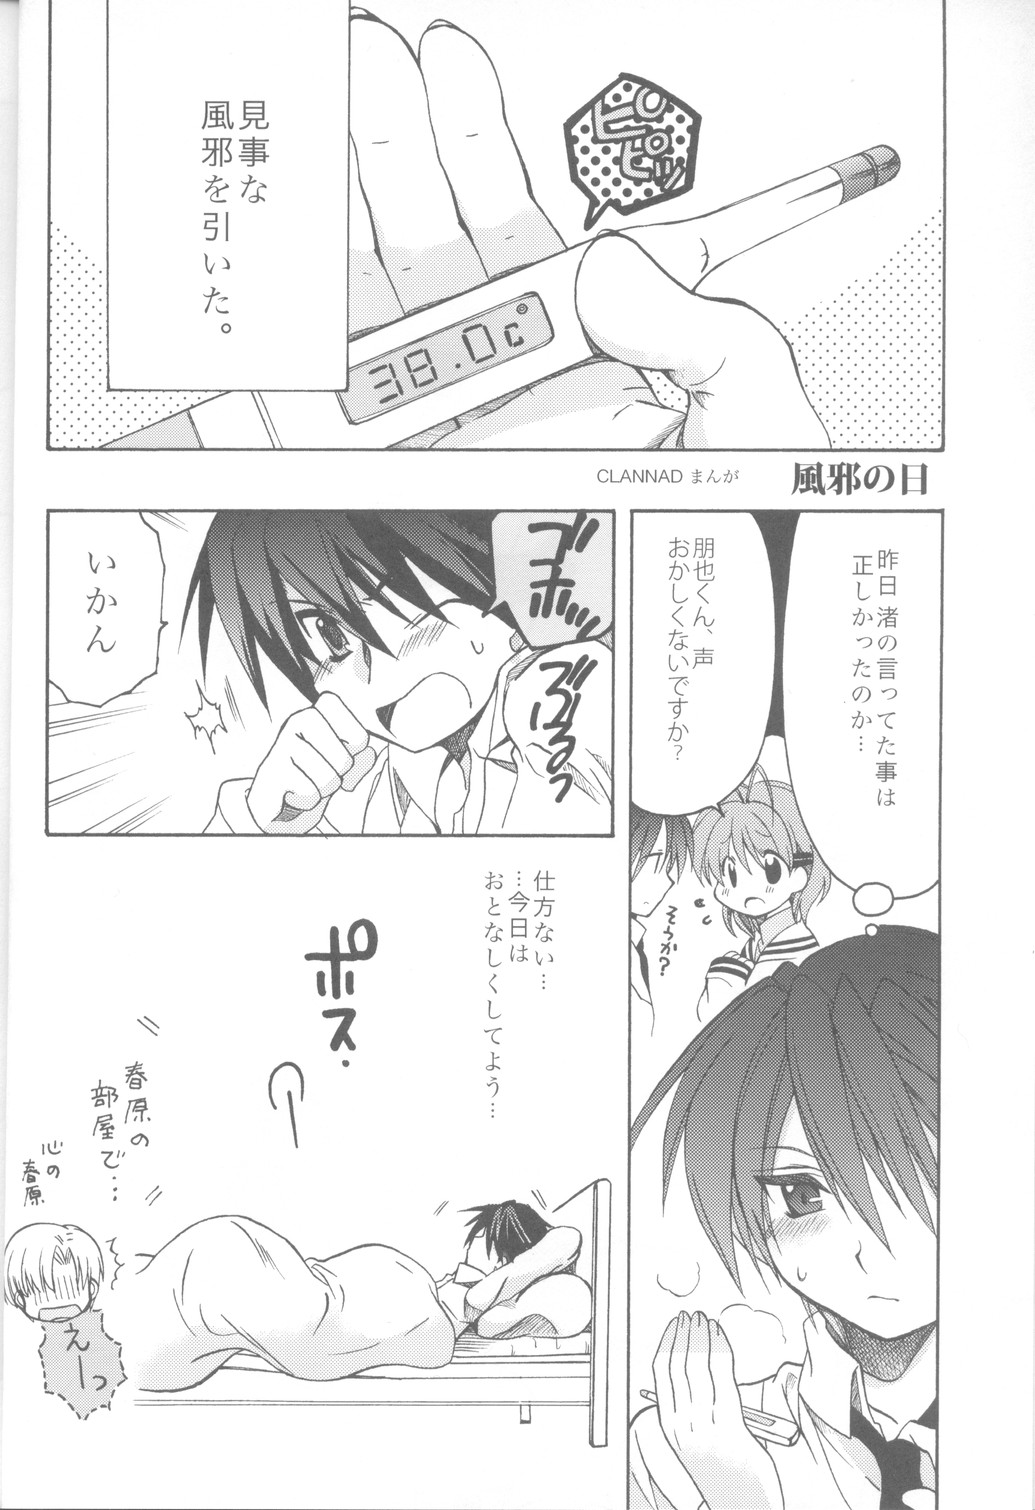 見事な
風邪を引いた。
ピピピッ
38.0c
CLANNAD まんが
風邪の日
昨日渚の言ってた事は
正しかったのか…
朋也くん、声
おかしくないですか？
そうか？
ゴホッ
ぶるっ
いかん
仕方ない…
…今日は
おとなしくしてよう…
ポス.
春原の
部屋で…
心の
春原
えーっ